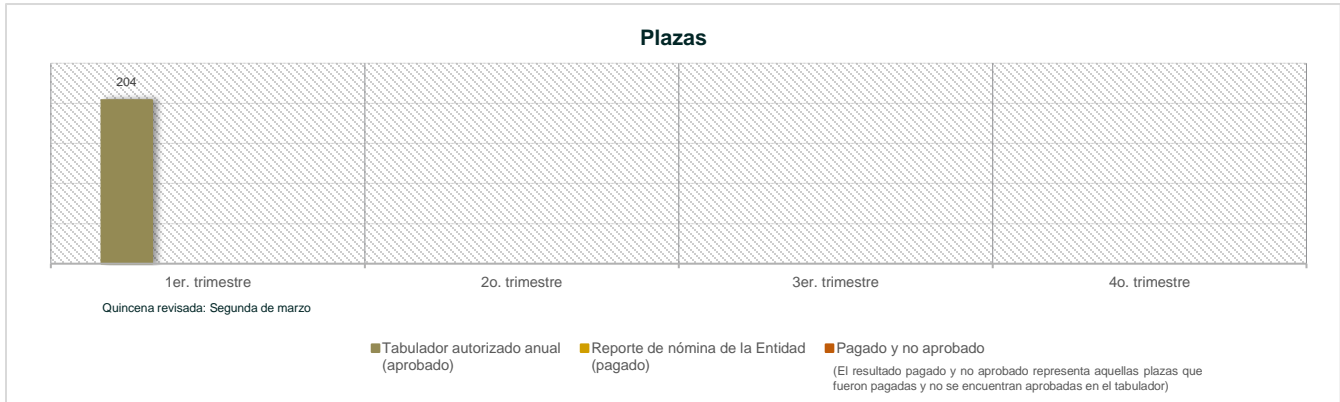 Plazas
204
1er. trimestre
2o. trimestre
3er. trimestre
4o. trimestre
Quincena revisada: Segunda de marzo
Tabulador autorizado anual
(aprobado)
Reporte de nómina de la Entidad
(pagado)
Pagado y no aprobado
(El resultado pagado y no aprobado representa aquellas plazas que
fueron pagadas y no se encuentran aprobadas en el tabulador)